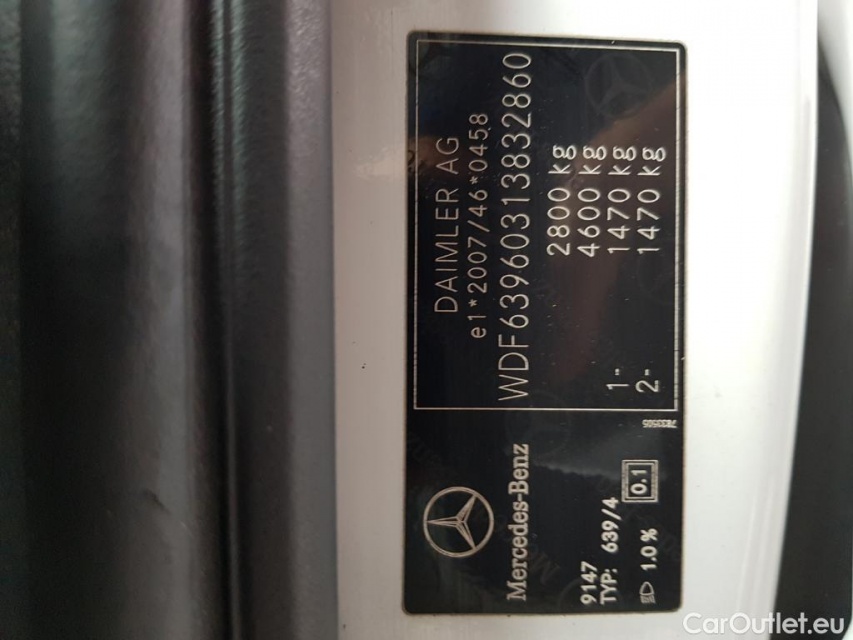 DAIMLER AG
e1*2007/46*0458
WDF63960313832860
2800 kg
4600 kg
1- 1470 kg
2- 1470 kg
Mercedes-Benz
9147
TYP: 639/4
1.0 % 0.1
CarOutlet.eu